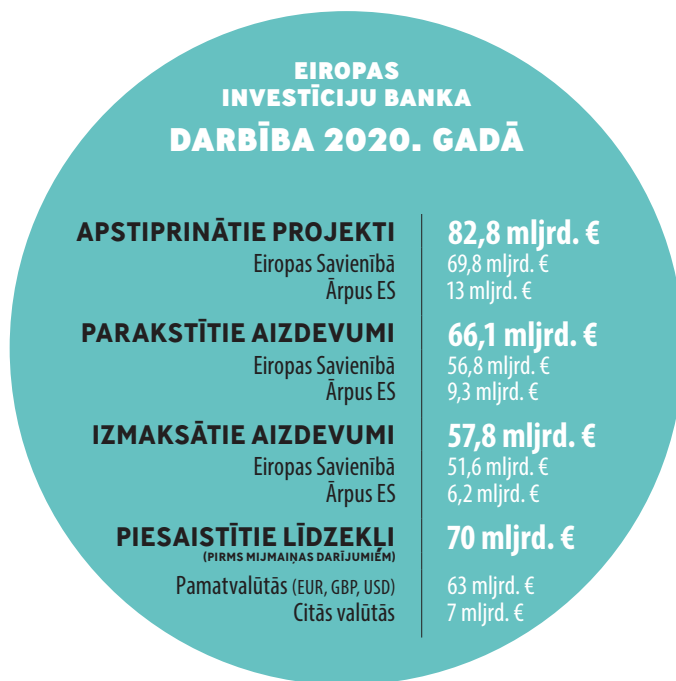 EIROPAS
INVESTĪCIJU BANKA
DARBĪBA 2020. GADĀ
APSTIPRINĀTIE PROJEKTI 82,8 mljrd. €
Eiropas Savienībā 69,8 mljrd. €
Ārpus ES 13 mljrd. €
PARAKSTĪTIE AIZDEVUMI 66,1 mljrd. €
Eiropas Savienībā 56,8 mljrd. €
Ārpus ES 9,3 mljrd. €
IZMAKSĀTIE AIZDEVUMI 57,8 mljrd. €
Eiropas Savienībā 51,6 mljrd. €
Ārpus ES 6,2 mljrd. €
PIESAISTĪTIE LĪDZEKĻI 70 mljrd. €
(PIRMS MIJMAIŅAS DARĪJUMIEM)
Pamatvalūtās (EUR, GBP, USD) 63 mljrd. €
Citās valūtās 7 mljrd. €